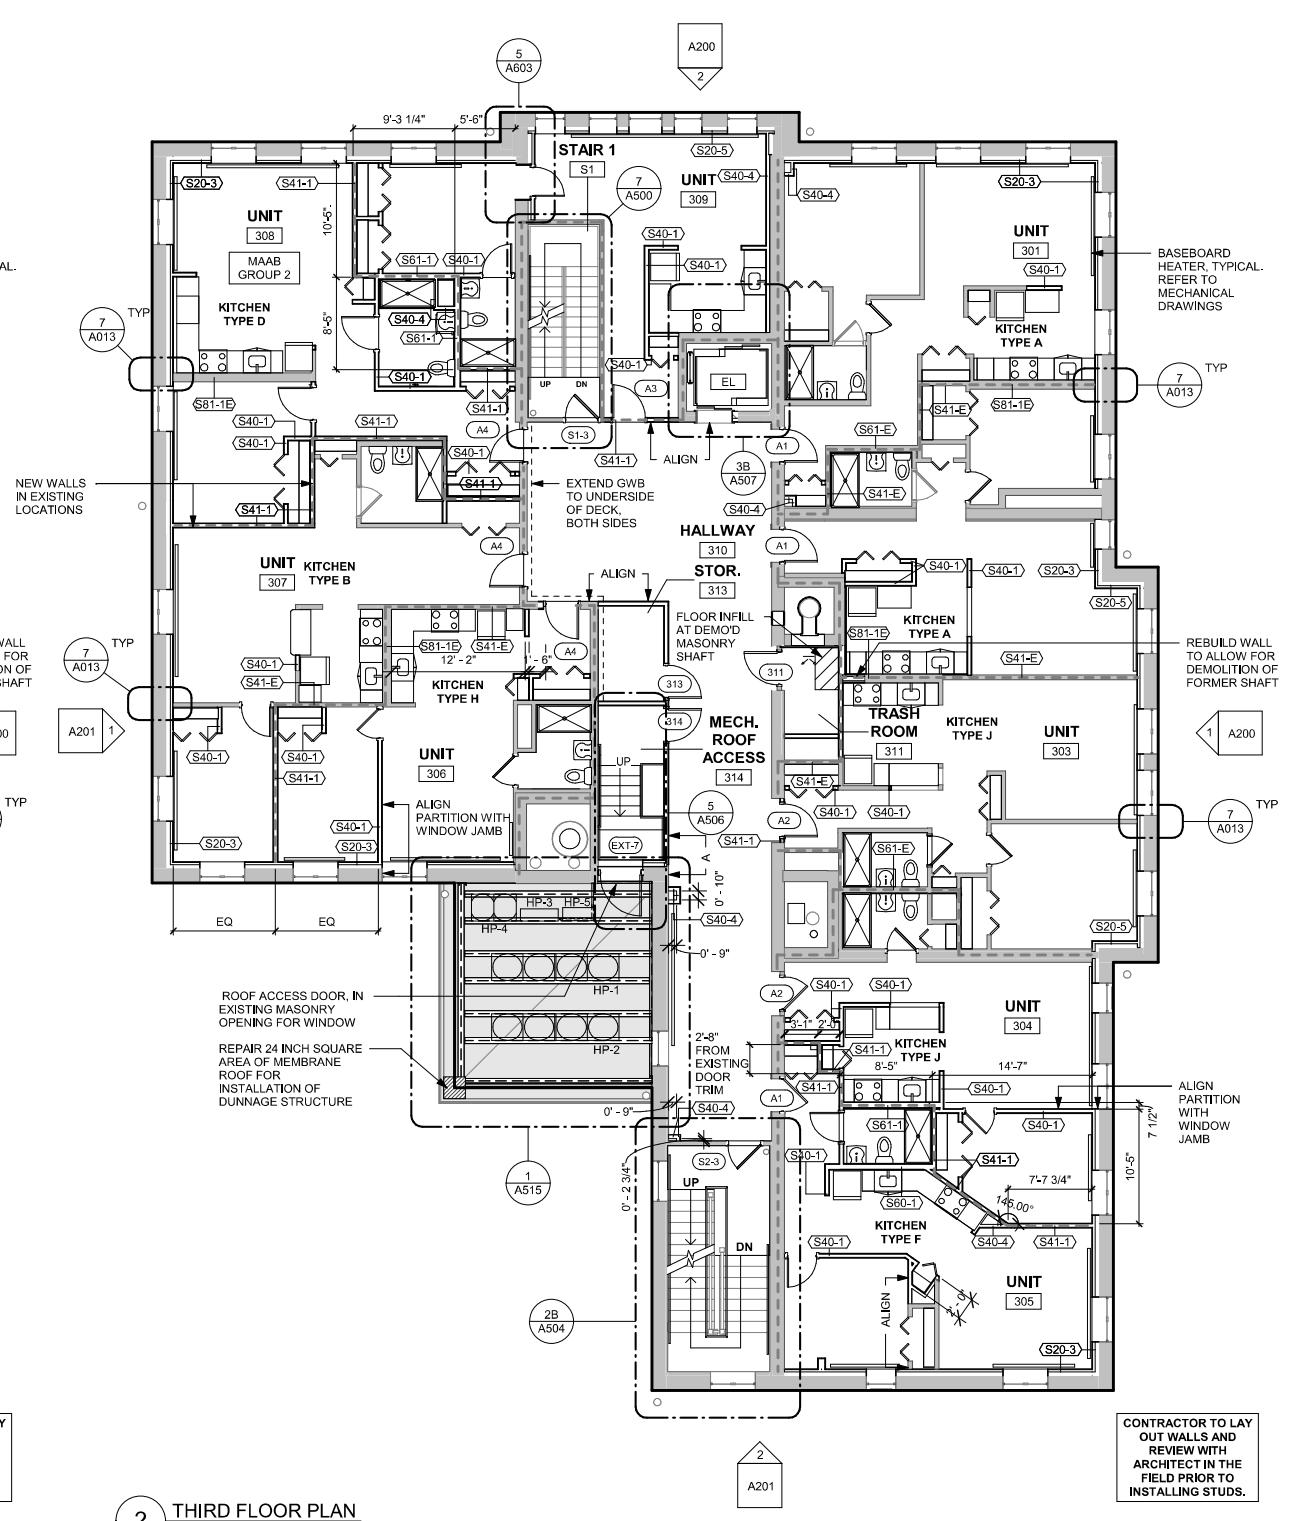 5
A603
A200
2
9'-3 1/4"
5'-6"
STAIR 1
S1
S20-5
S40-4
UNIT
309
7
A500
S20-3
S41-1
UNIT
308
MAAB
GROUP 2
10'-6".
KITCHEN
TYPE D
S61-1
S40-1
S40-1
S40-1
S40-4
S20-3
UNIT
301
S40-1
BASEBOARD
HEATER, TYPICAL.
REFER TO
MECHANICAL
DRAWINGS
KITCHEN
TYPE A
AL.
7
A013
TYP
8'-5"
S40-4
S61-1
S40-1
S40-1
A3
EL
UP
DN
7
A013
TYP
S81-1E
S40-1
S40-1
S41-1
S41-1
A4
S1-3
S41-1
ALIGN
3B
A507
A1
S41-E
S81-1E
S61-E
S40-1
S41-1
S41-1
NEW WALLS
IN EXISTING
LOCATIONS
EXTEND GWB
TO UNDERSIDE
OF DECK,
BOTH SIDES
S41-E
S40-4
HALLWAY
310
STOR.
313
A1
A4
UNIT
307
KITCHEN
TYPE B
ALIGN
S40-1
S20-3
S20-5
FLOOR INFILL
AT DEMO'D
MASONRY
SHAFT
KITCHEN
TYPE A
S81-1E
S41-E
REBUILD WALL
TO ALLOW FOR
DEMOLITION OF
FORMER SHAFT
WALL
FOR
ON OF
SHAFT
7
A013
TYP
S40-1
S41-E
S81-1E
S41-E
12' - 2"
A4
KITCHEN
TYPE H
313
314
311
A201
1
00
S40-1
S40-1
S41-1
UNIT
306
MECH.
ROOF
ACCESS
314
UP
TRASH
ROOM
311
KITCHEN
TYPE J
UNIT
303
1
A200
TYP
S41-E
S40-1
S40-1
A2
5
A506
EXT-7
A
S41-1
7
A013
TYP
ALIGN
PARTITION WITH
WINDOW JAMB
S40-1
S20-3
S20-3
S61-E
EQ
EQ
HP-3
HP-5
HP-4
HP-1
HP-2
0' - 10"
S40-4
0' - 9"
S20-5
ROOF ACCESS DOOR, IN
EXISTING MASONRY
OPENING FOR WINDOW
REPAIR 24 INCH SQUARE
AREA OF MEMBRANE
ROOF FOR
INSTALLATION OF
DUNNAGE STRUCTURE
A2
S40-1
S40-1
3'-1"
2'-0"
UNIT
304
KITCHEN
TYPE J
2'-8"
FROM
EXISTING
DOOR
TRIM
S41-1
8'-5"
14'-7"
S41-1
S40-1
A1
0' - 9"
S40-4
ALIGN
PARTITION
WITH
WINDOW
JAMB
7 1/2"
S61-1
S40-1
S40-1
S41-1
10'-5"
1
A515
S2-3
0' - 2 3/4"
UP
DN
7'-7 3/4"
145.00°
S60-1
KITCHEN
TYPE F
S40-1
S40-4
S41-1
UNIT
305
2' - 0"
ALIGN
S20-3
2B
A504
2
A201
Y
CONTRACTOR TO LAY
OUT WALLS AND
REVIEW WITH
ARCHITECT IN THE
FIELD PRIOR TO
INSTALLING STUDS.
2
THIRD FLOOR PLAN